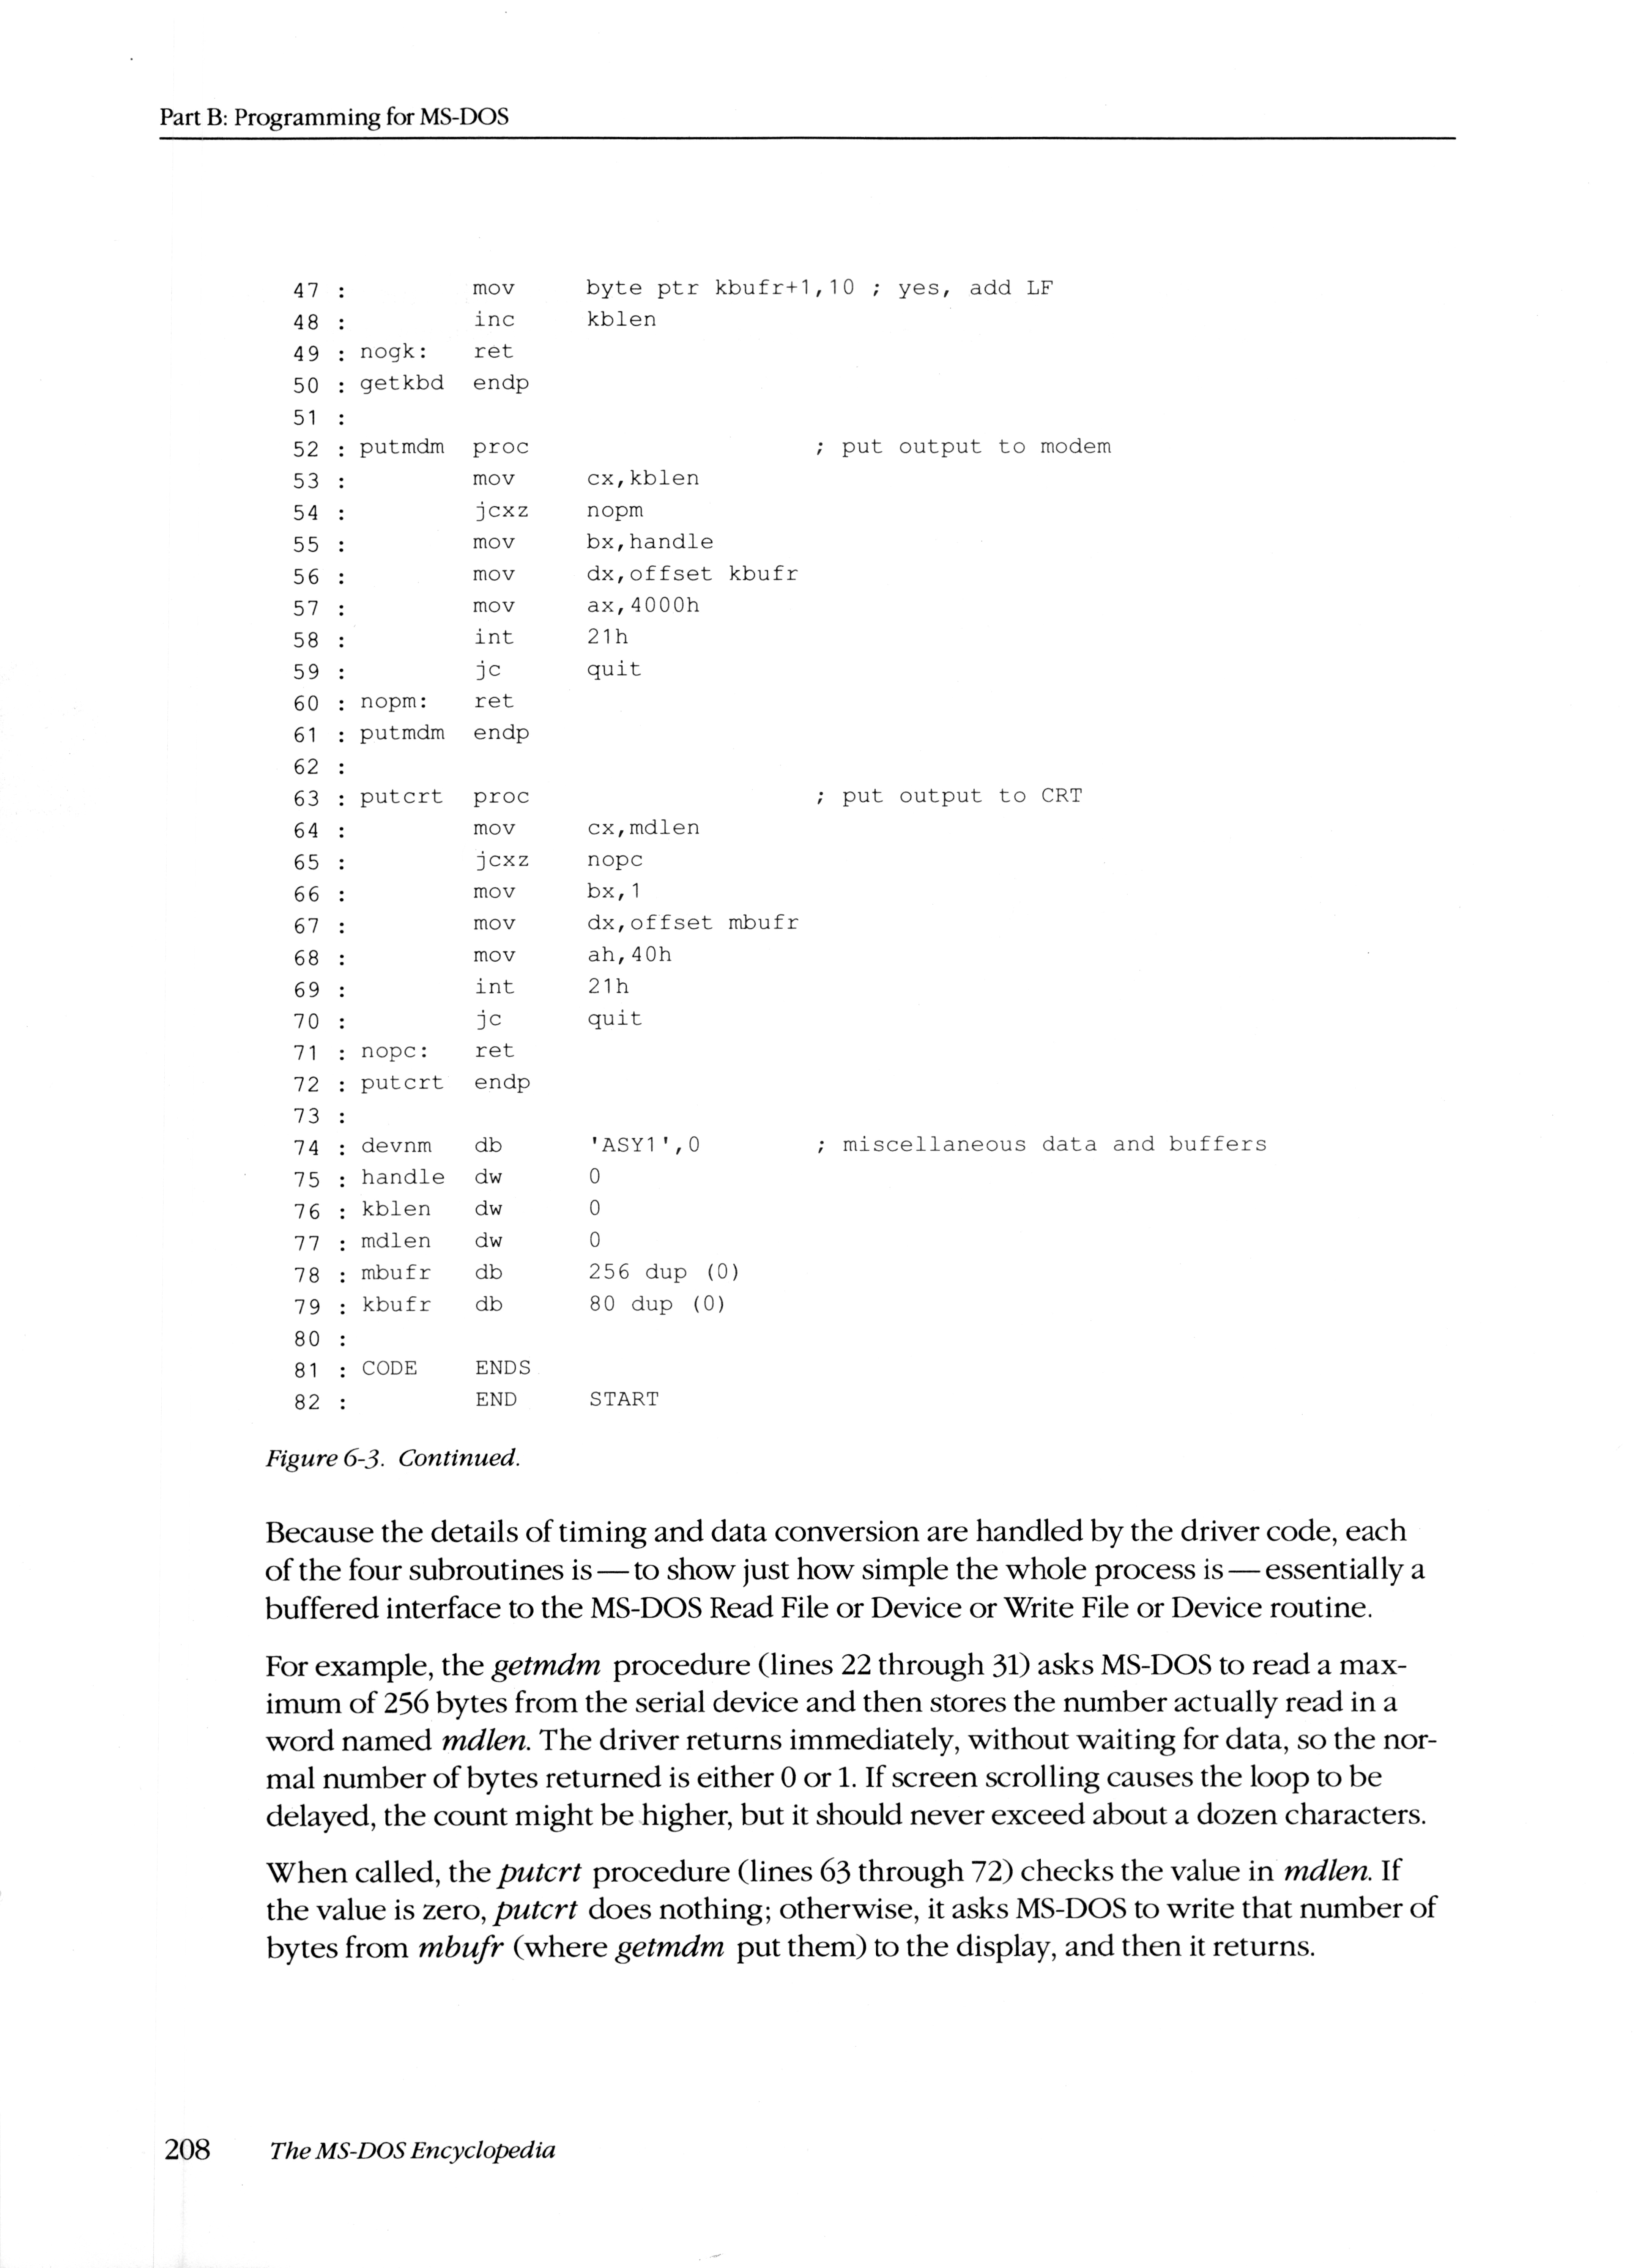 Part B: Programming for MS-DOS
47 : mov byte ptr kbufr+1,10 ; yes, add LF
48 : inc kblen
49 : nogk: ret
50 : getkbd endp
51 :
52 : putmdm proc ; put output to modem
53 : mov cx,kblen
54 : jcxz nopm
55 : mov bx,handle
56 : mov dx,offset kbufr
57 : mov ax,4000h
58 : int 21h
59 : jc quit
60 : nopm: ret
61 : putmdm endp
62 :
63 : putcrt proc ; put output to CRT
64 : mov cx,mdlen
65 : jcxz nopc
66 : mov bx,1
67 : mov dx,offset mbufr
68 : mov ah,40h
69 : int 21h
70 : jc quit
71 : nopc: ret
72 : putcrt endp
73 :
74 : devnm db 'ASY1',0 ; miscellaneous data and buffers
75 : handle dw 0
76 : kblen dw 0
77 : mdlen dw 0
78 : mbufr db 256 dup (0)
79 : kbufr db 80 dup (0)
80 :
81 : CODE ENDS
82 : END START
Figure 6-3. Continued.
Because the details of timing and data conversion are handled by the driver code, each
of the four subroutines is — to show just how simple the whole process is — essentially a
buffered interface to the MS-DOS Read File or Device or Write File or Device routine.
For example, the getmdm procedure (lines 22 through 31) asks MS-DOS to read a max-
imum of 256 bytes from the serial device and then stores the number actually read in a
word named mdlen. The driver returns immediately, without waiting for data, so the nor-
mal number of bytes returned is either 0 or 1. If screen scrolling causes the loop to be
delayed, the count might be higher, but it should never exceed about a dozen characters.
When called, the putcrt procedure (lines 63 through 72) checks the value in mdlen. If
the value is zero, putcrt does nothing; otherwise, it asks MS-DOS to write that number of
bytes from mbufr (where getmdm put them) to the display, and then it returns.
208 The MS-DOS Encyclopedia